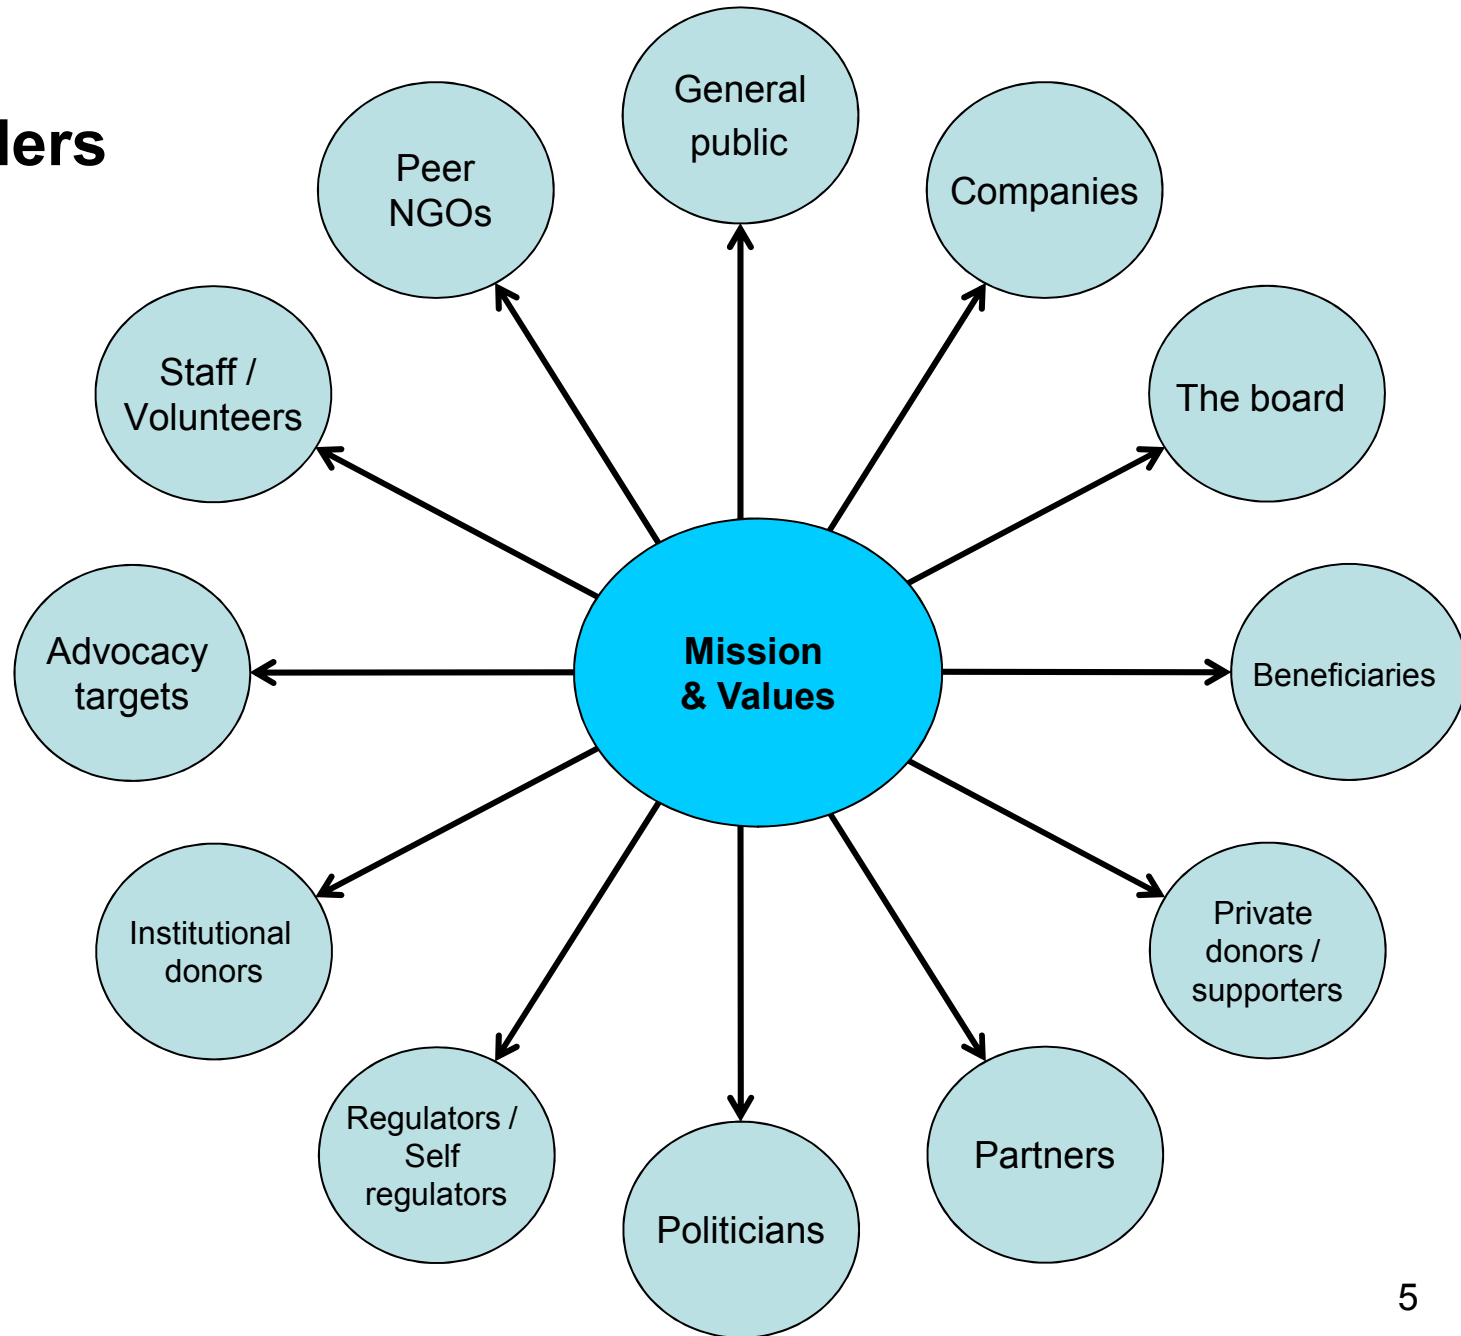 ders
General
public
Peer
NGOs
Companies
Staff /
Volunteers
The board
Advocacy
targets
Mission
& Values
Beneficiaries
Institutional
donors
Private
donors /
supporters
Regulators /
Self
regulators
Partners
Politicians
5